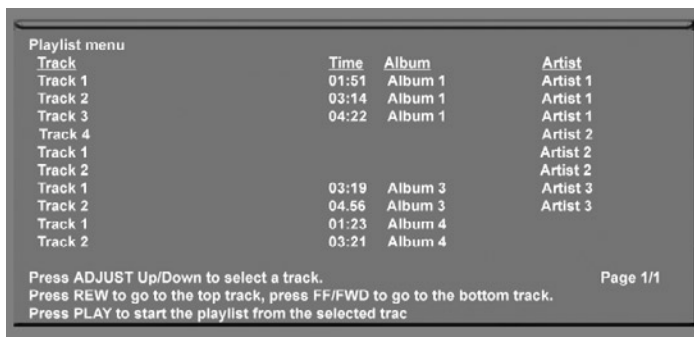 Playlist menu
Track Time Album Artist
Track 1 01:51 Album 1 Artist 1
Track 2 03:14 Album 1 Artist 1
Track 3 04:22 Album 1 Artist 1
Track 4 Artist 2
Track 1 Artist 2
Track 2 Artist 2
Track 1 03:19 Album 3 Artist 3
Track 2 04.56 Album 3 Artist 3
Track 1 01:23 Album 4
Track 2 03:21 Album 4
Press ADJUST Up/Down to select a track. Page 1/1
Press REW to go to the top track, press FF/FWD to go to the bottom track.
Press PLAY to start the playlist from the selected trac